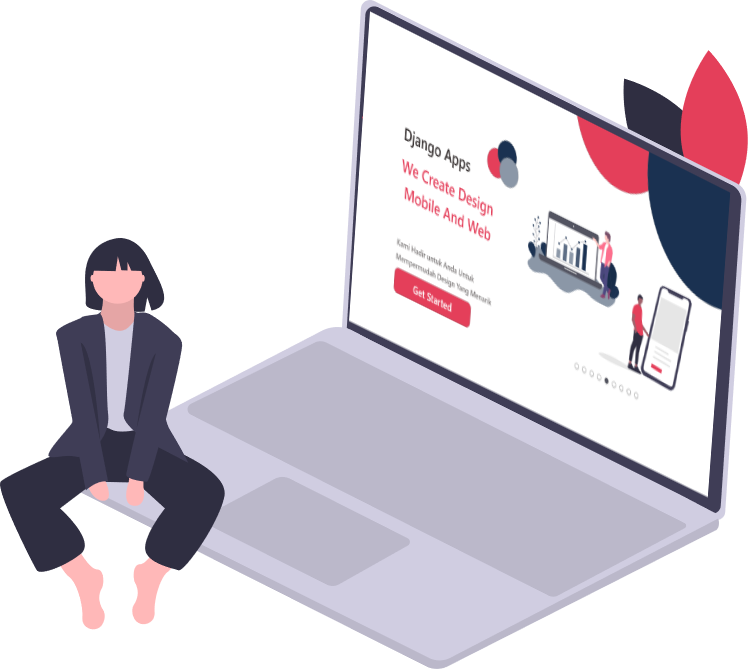 Django Apps
We Create Design
Mobile And Web
Kami Hadir untuk Anda Untuk
Mempermudah Design Yang Menarik
Get Started